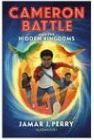 CAMERON
BATTLE
AND THE
HIDDEN KINGDOMS
JAMAR J. PERRY